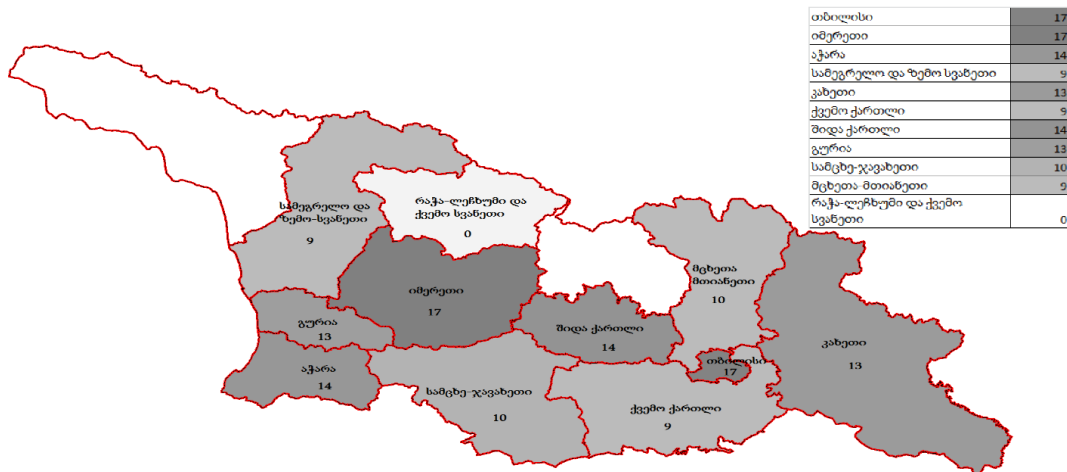 თბილისი 17
იმერეთი 17
აჭარა 14
სამეგრელო და ზემო სვანეთი 9
კახეთი 13
ქვემო ქართლი 9
შიდა ქართლი 14
გურია 13
სამცხე-ჯავახეთი 10
მცხეთა-მთიანეთი 9
რაჭა-ლეჩხუმი და ქვემო
სვანეთი 0
სამეგრელო და
ზემო-სვანეთი
9
რაჭა-ლეჩხუმი და
ქვემო სვანეთი
0
მცხეთა
მთიანეთი
10
იმერეთი
17
გურია
13
შიდა ქართლი
14
კახეთი
13
თბილისი
17
აჭარა
14
სამცხე-ჯავახეთი
10
ქვემო ქართლი
9